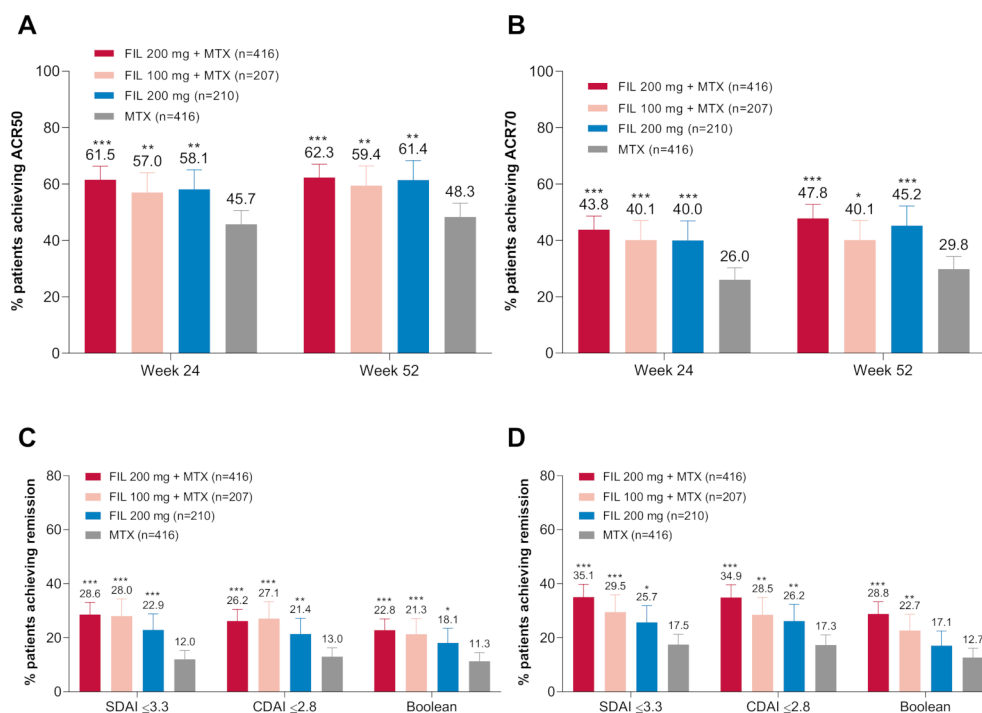 A
FIL 200 mg + MTX (n=416)
FIL 100 mg + MTX (n=207)
FIL 200 mg (n=210)
MTX (n=416)
% patients achieving ACR50
100
80
60
40
20
0
*** ** ** *** ** **
61.5 57.0 58.1 45.7 62.3 59.4 61.4 48.3
Week 24 Week 52
B
FIL 200 mg + MTX (n=416)
FIL 100 mg + MTX (n=207)
FIL 200 mg (n=210)
MTX (n=416)
% patients achieving ACR70
100
80
60
40
20
0
*** *** *** *** * ***
43.8 40.1 40.0 26.0 47.8 40.1 45.2 29.8
Week 24 Week 52
C
FIL 200 mg + MTX (n=416)
FIL 100 mg + MTX (n=207)
FIL 200 mg (n=210)
MTX (n=416)
% patients achieving remission
80
60
40
20
0
*** *** *** *** *** ** *** *** *
28.6 28.0 22.9 12.0 26.2 27.1 21.4 13.0 22.8 21.3 18.1 11.3
SDAI ≤3.3 CDAI ≤2.8 Boolean
D
FIL 200 mg + MTX (n=416)
FIL 100 mg + MTX (n=207)
FIL 200 mg (n=210)
MTX (n=416)
% patients achieving remission
80
60
40
20
0
*** *** * *** ** ** *** **
35.1 29.5 25.7 17.5 34.9 28.5 26.2 17.3 28.8 22.7 17.1 12.7
SDAI ≤3.3 CDAI ≤2.8 Boolean